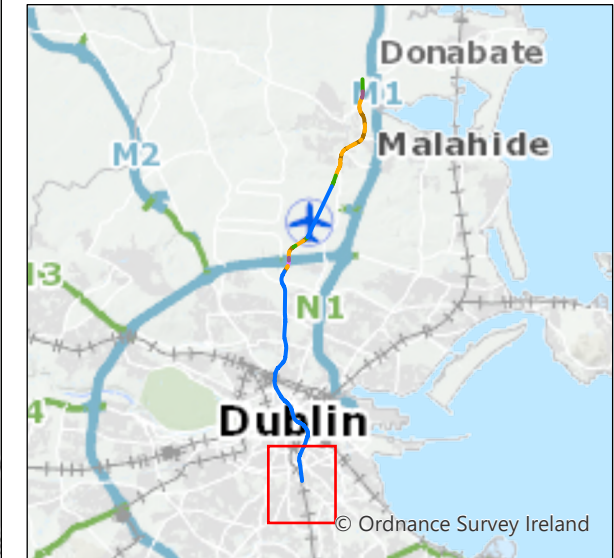 Donabate
M1
Malahide
M2
N1
Dublin
© Ordnance Survey Ireland